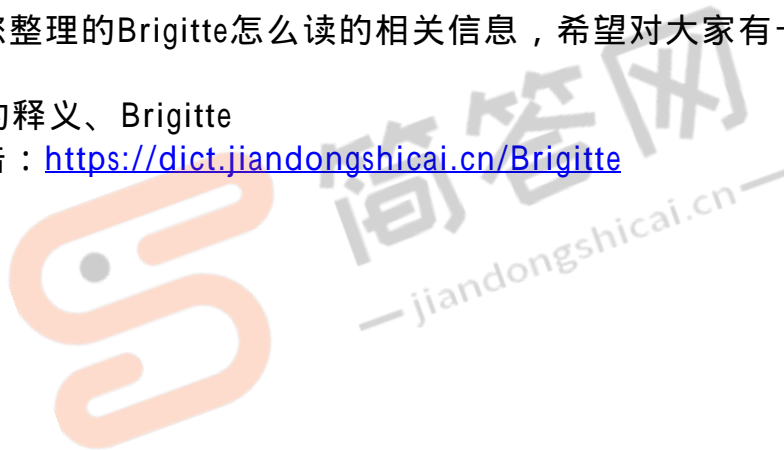 整理的Brigitte怎么读的相关信息，希望对大家有
释义、Brigitte
：https://dict.jiandongshicai.cn/Brigitte
简答网
— jiandongshicai.cn —